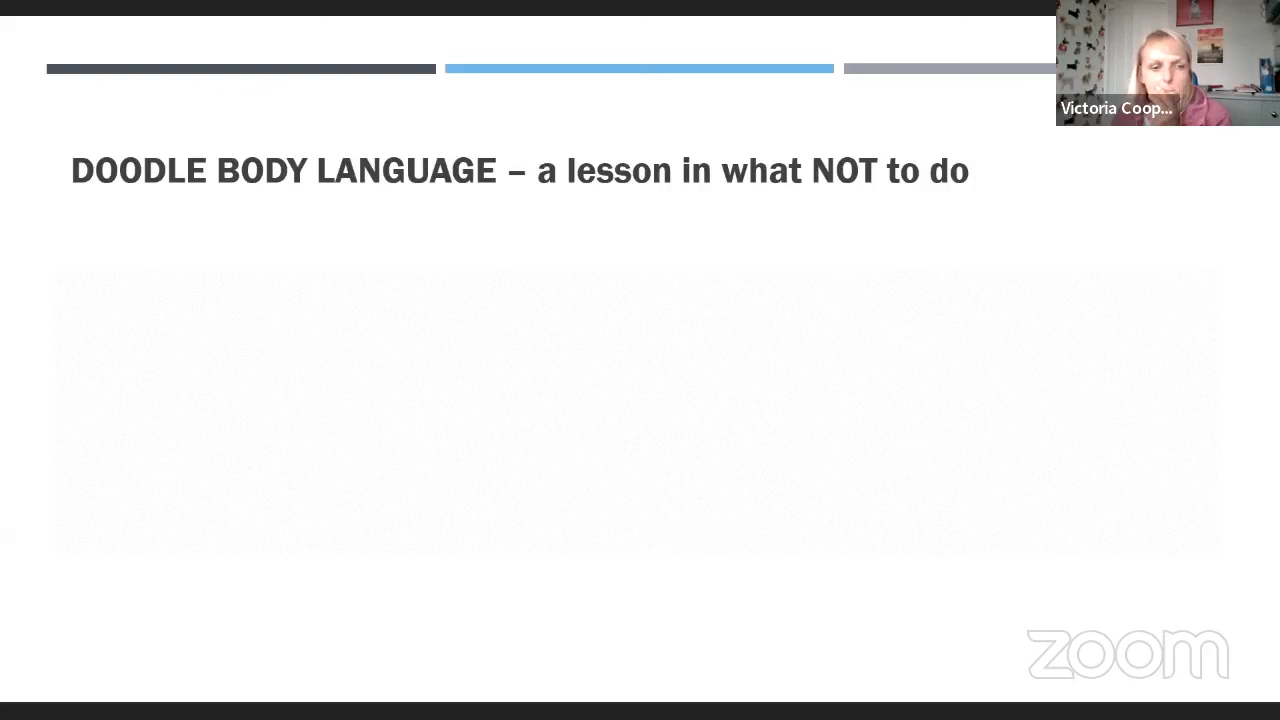 Victoria Coop...
DOODLE BODY LANGUAGE – a lesson in what NOT to do
zoom